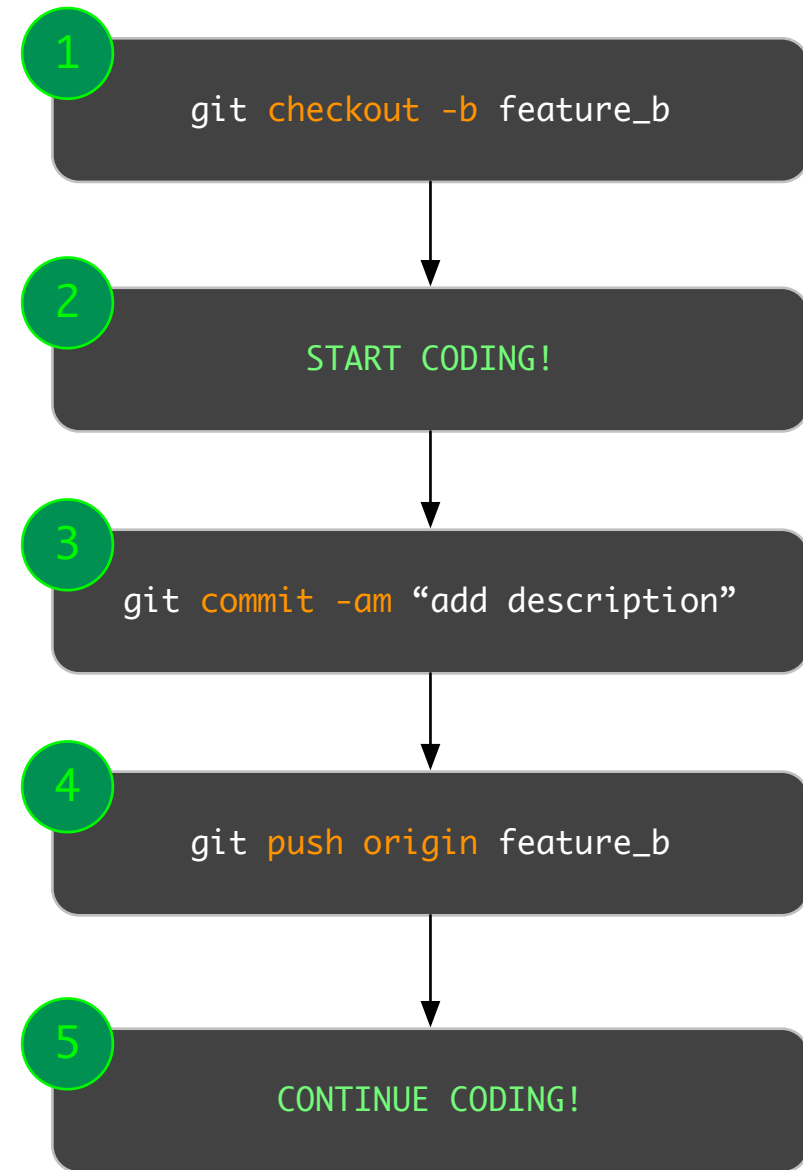 1
git checkout -b feature_b
2
START CODING!
3
git commit -am “add description”
4
git push origin feature_b
5
CONTINUE CODING!